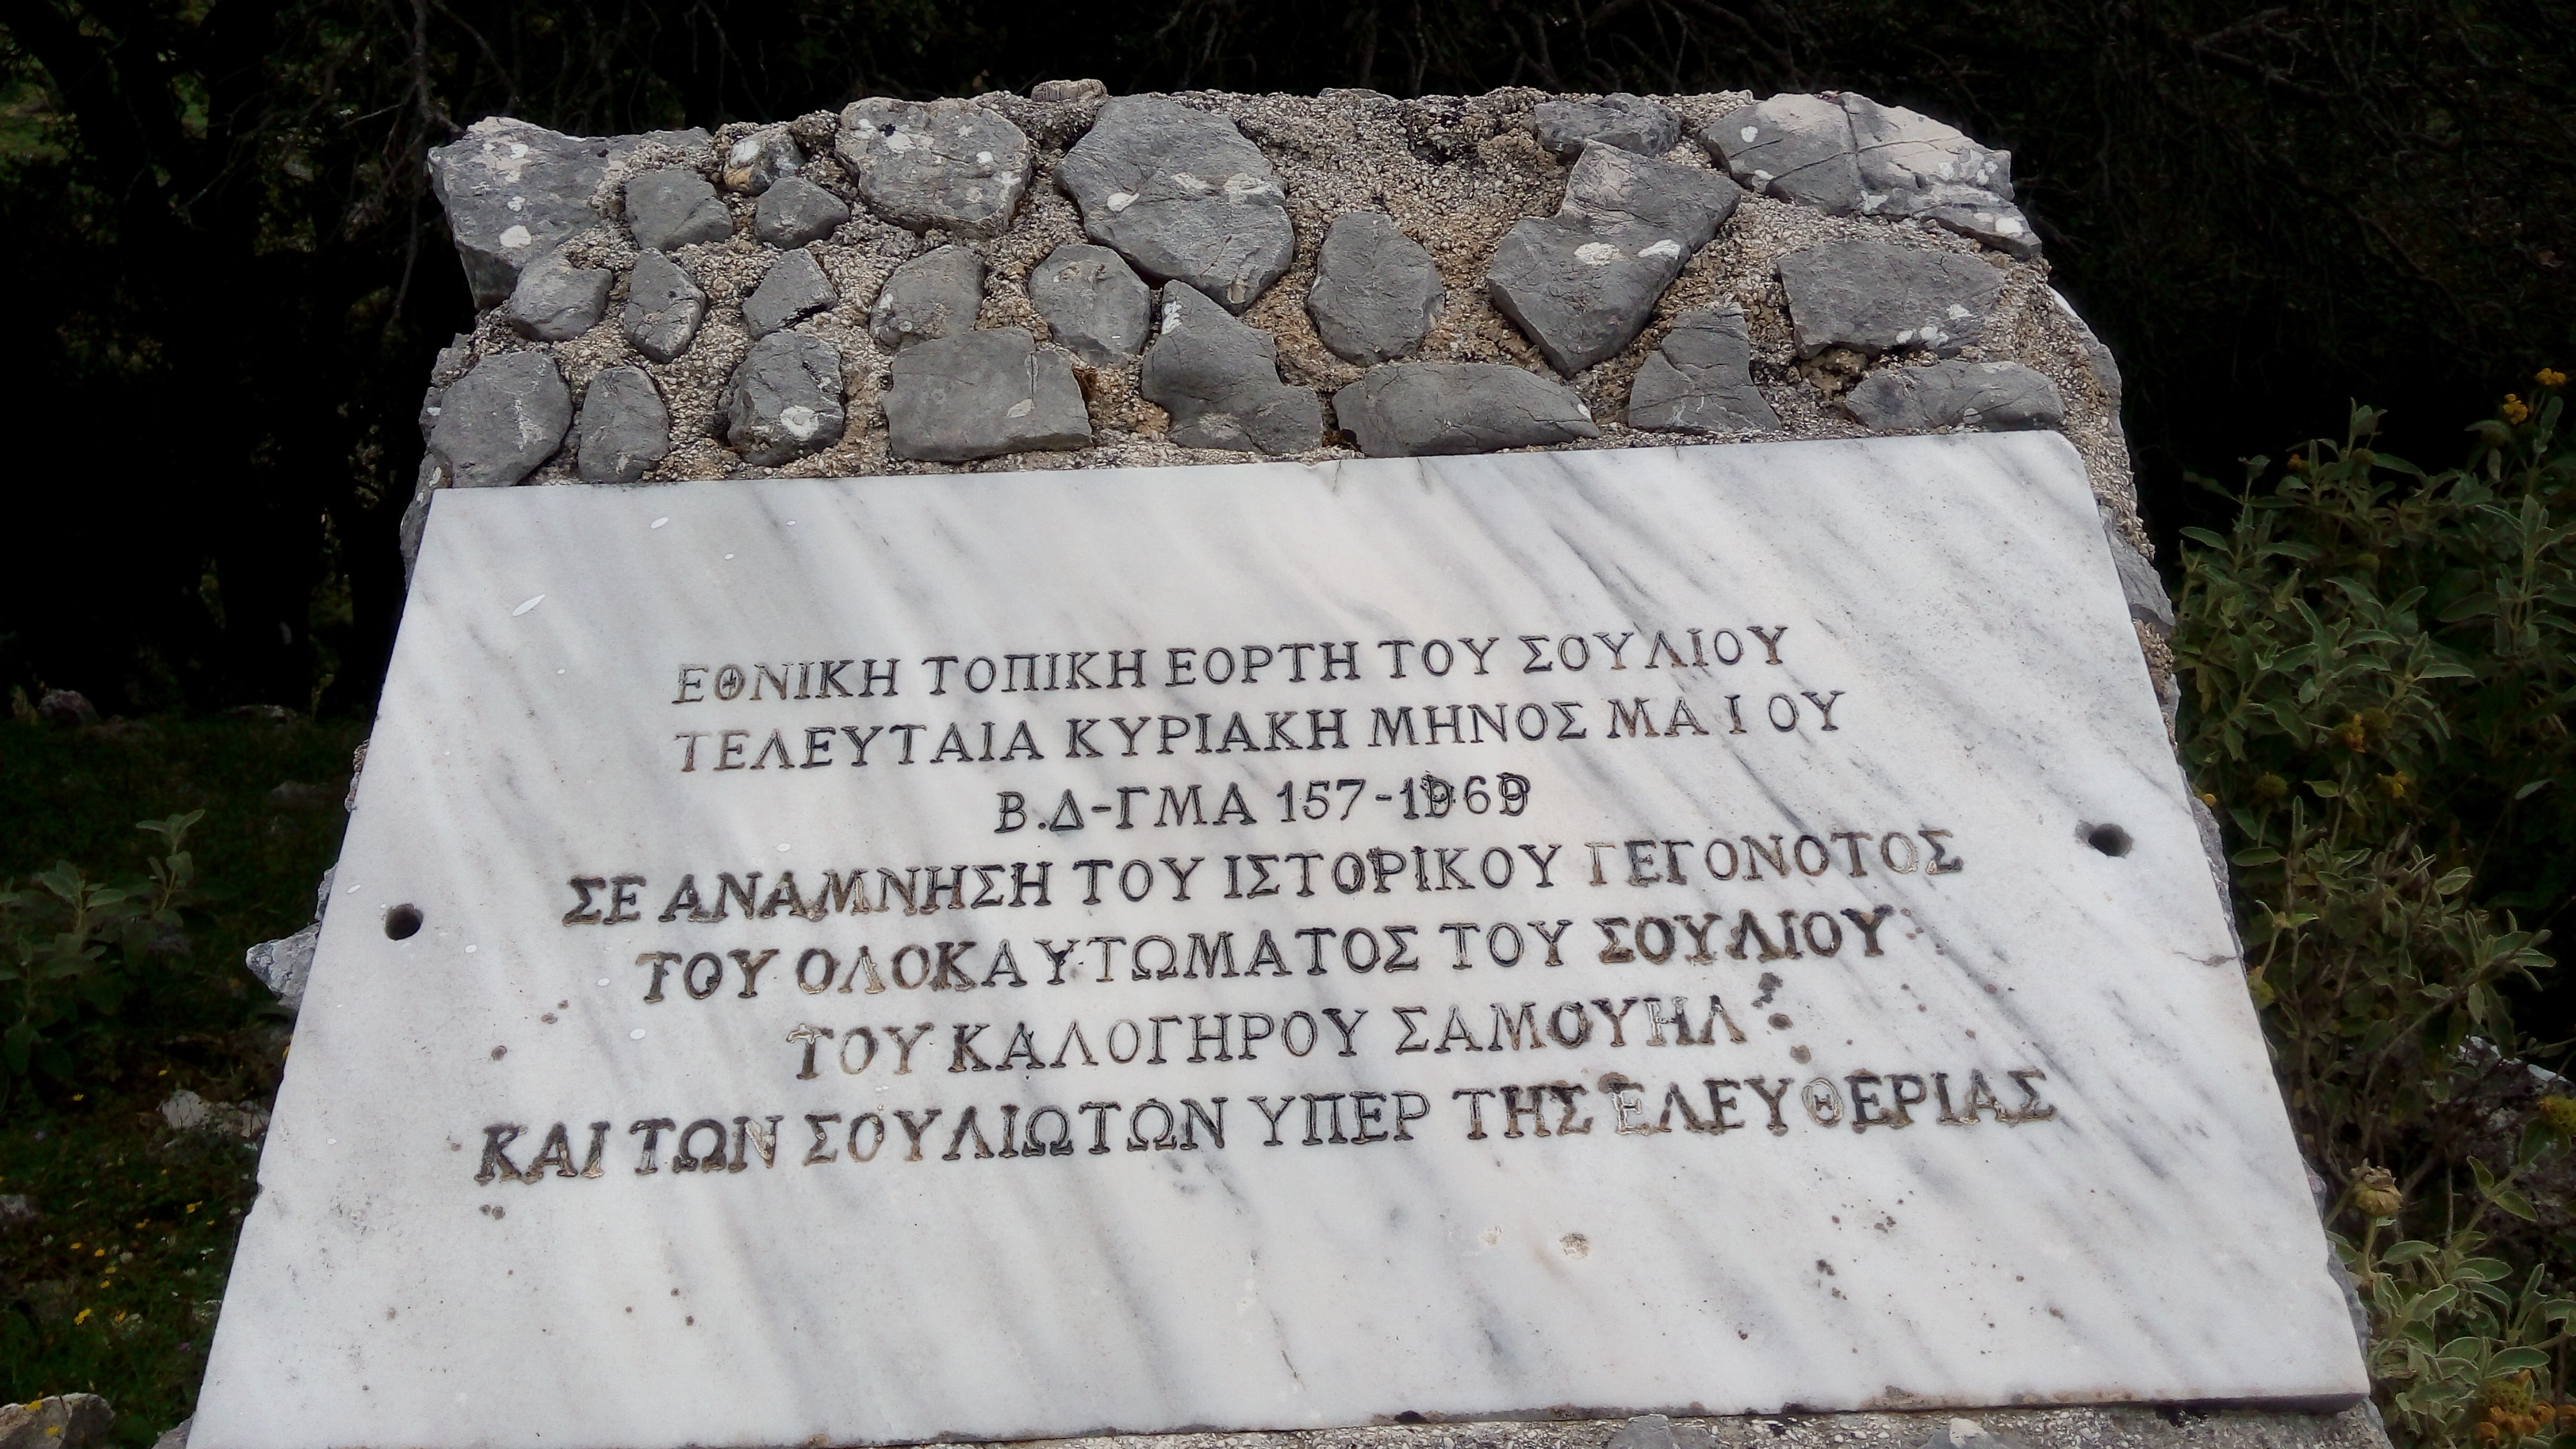 ΕΘΝΙΚΗ ΤΟΠΙΚΗ ΕΟΡΤΗ ΤΟΥ ΣΟΥΛΙΟΥ
ΤΕΛΕΥΤΑΙΑ ΚΥΡΙΑΚΗ ΜΗΝΟΣ ΜΑΙΟΥ
Β.Δ-ΓΜΑ 157-1969
ΣΕ ΑΝΑΜΝΗΣΗ ΤΟΥ ΙΣΤΟΡΙΚΟΥ ΓΕΓΟΝΟΤΟΣ
ΤΟΥ ΟΛΟΚΑΥΤΩΜΑΤΟΣ ΤΟΥ ΣΟΥΛΙΟΥ
ΤΟΥ ΚΑΛΟΓΗΡΟΥ ΣΑΜΟΥΗΛ
ΚΑΙ ΤΩΝ ΣΟΥΛΙΩΤΩΝ ΥΠΕΡ ΤΗΣ ΕΛΕΥΘΕΡΙΑΣ